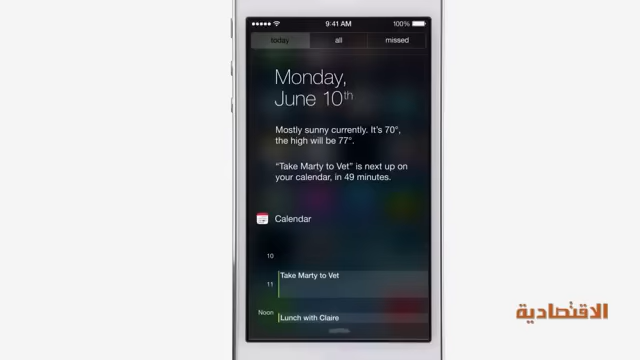 9:41 AM
100%
today
all
missed
Monday,
June 10th
Mostly sunny currently. It's 70°,
the high will be 77°.
“Take Marty to Vet” is next up on
your calendar, in 49 minutes.
Calendar
10
Take Marty to Vet
11
Noon
Lunch with Claire
الاقتصادية